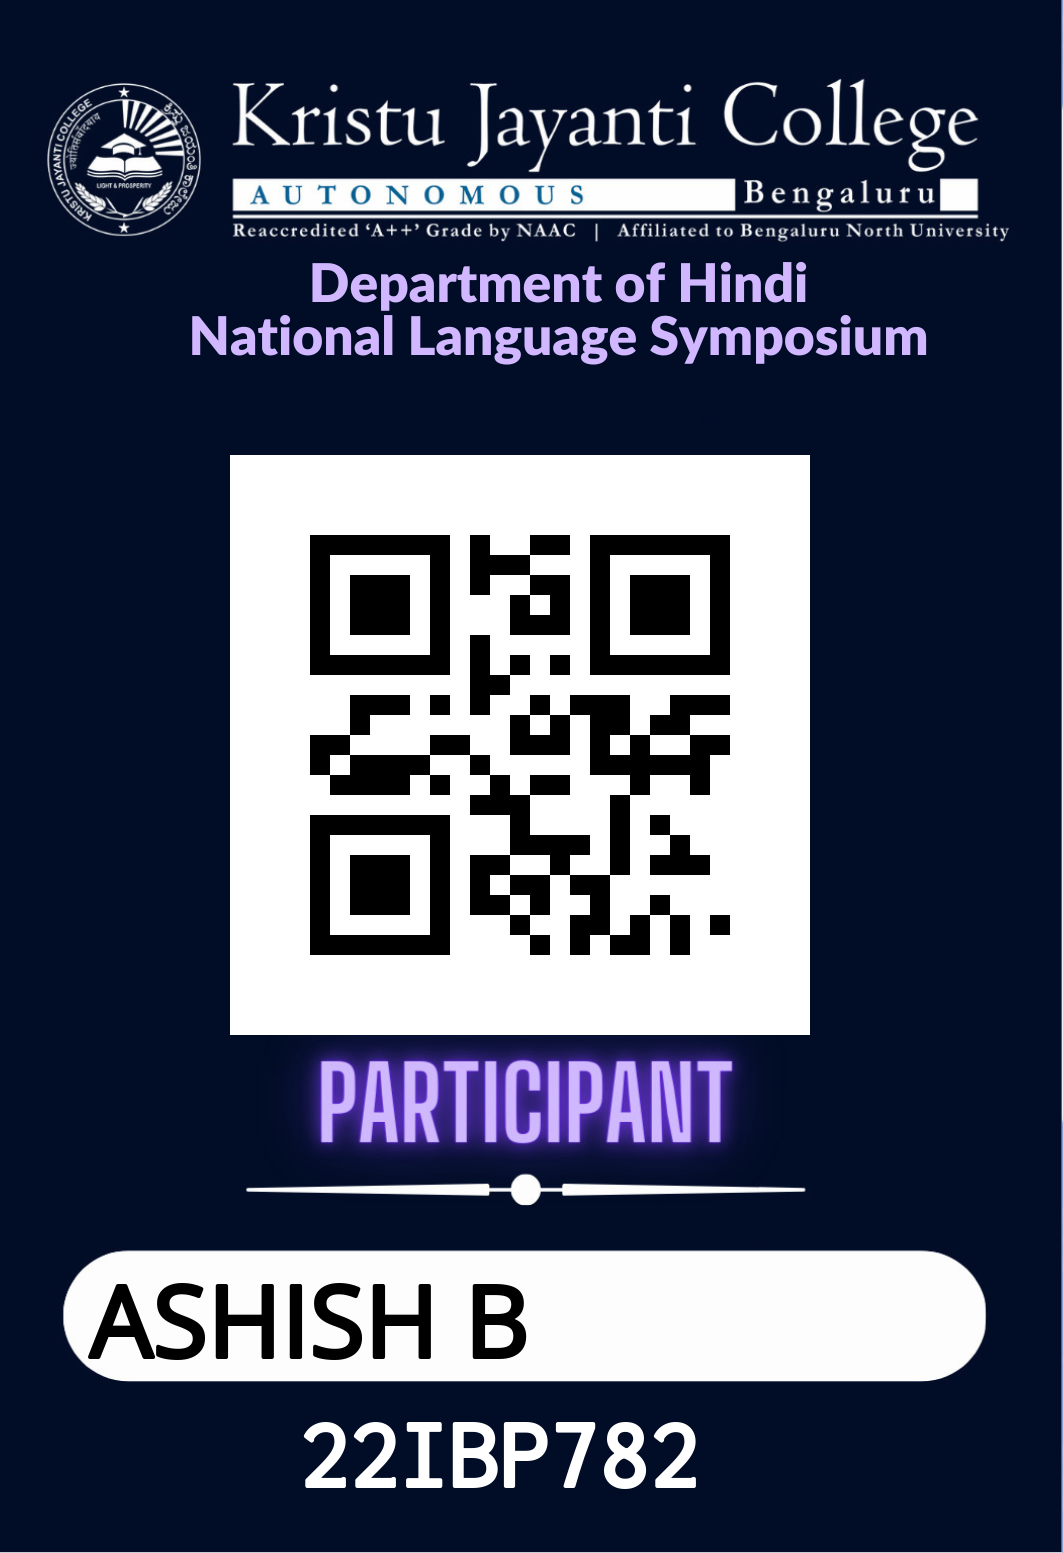 KRISTU JAYANTI COLLEGE
LIGHT & PROSPERITY
Kristu Jayanti College
AUTONOMOUS Bengaluru
Reaccredited ‘A++’ Grade by NAAC | Affiliated to Bengaluru North University
Department of Hindi
National Language Symposium
PARTICIPANT
ASHISH B
22IBP782